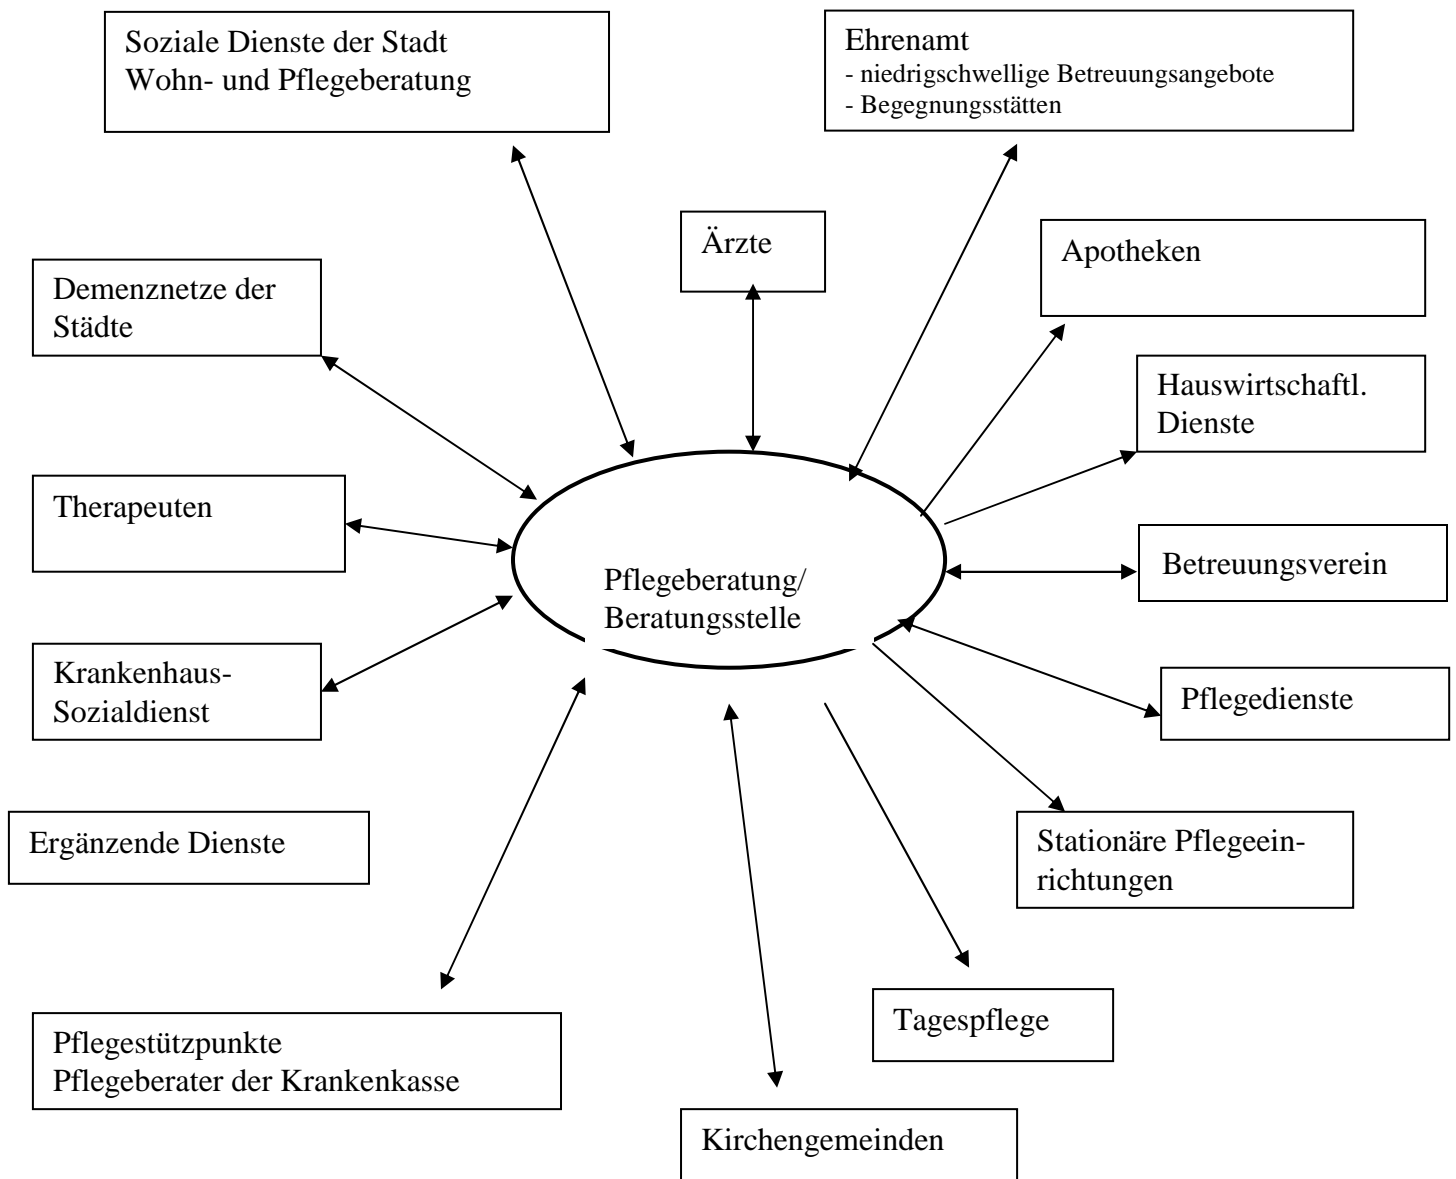 Soziale Dienste der Stadt
Wohn- und Pflegeberatung
Ehrenamt
- niedrigschwellige Betreuungsangebote
- Begegnungsstätten
Ärzte
Apotheken
Demenznetze der
Städte
Hauswirtschaftl.
Dienste
Therapeuten
Betreuungsverein
Pflegeberatung/
Beratungsstelle
Krankenhaus-
Sozialdienst
Pflegedienste
Ergänzende Dienste
Stationäre Pflegeein-
richtungen
Tagespflege
Pflegestützpunkte
Pflegeberater der Krankenkasse
Kirchengemeinden